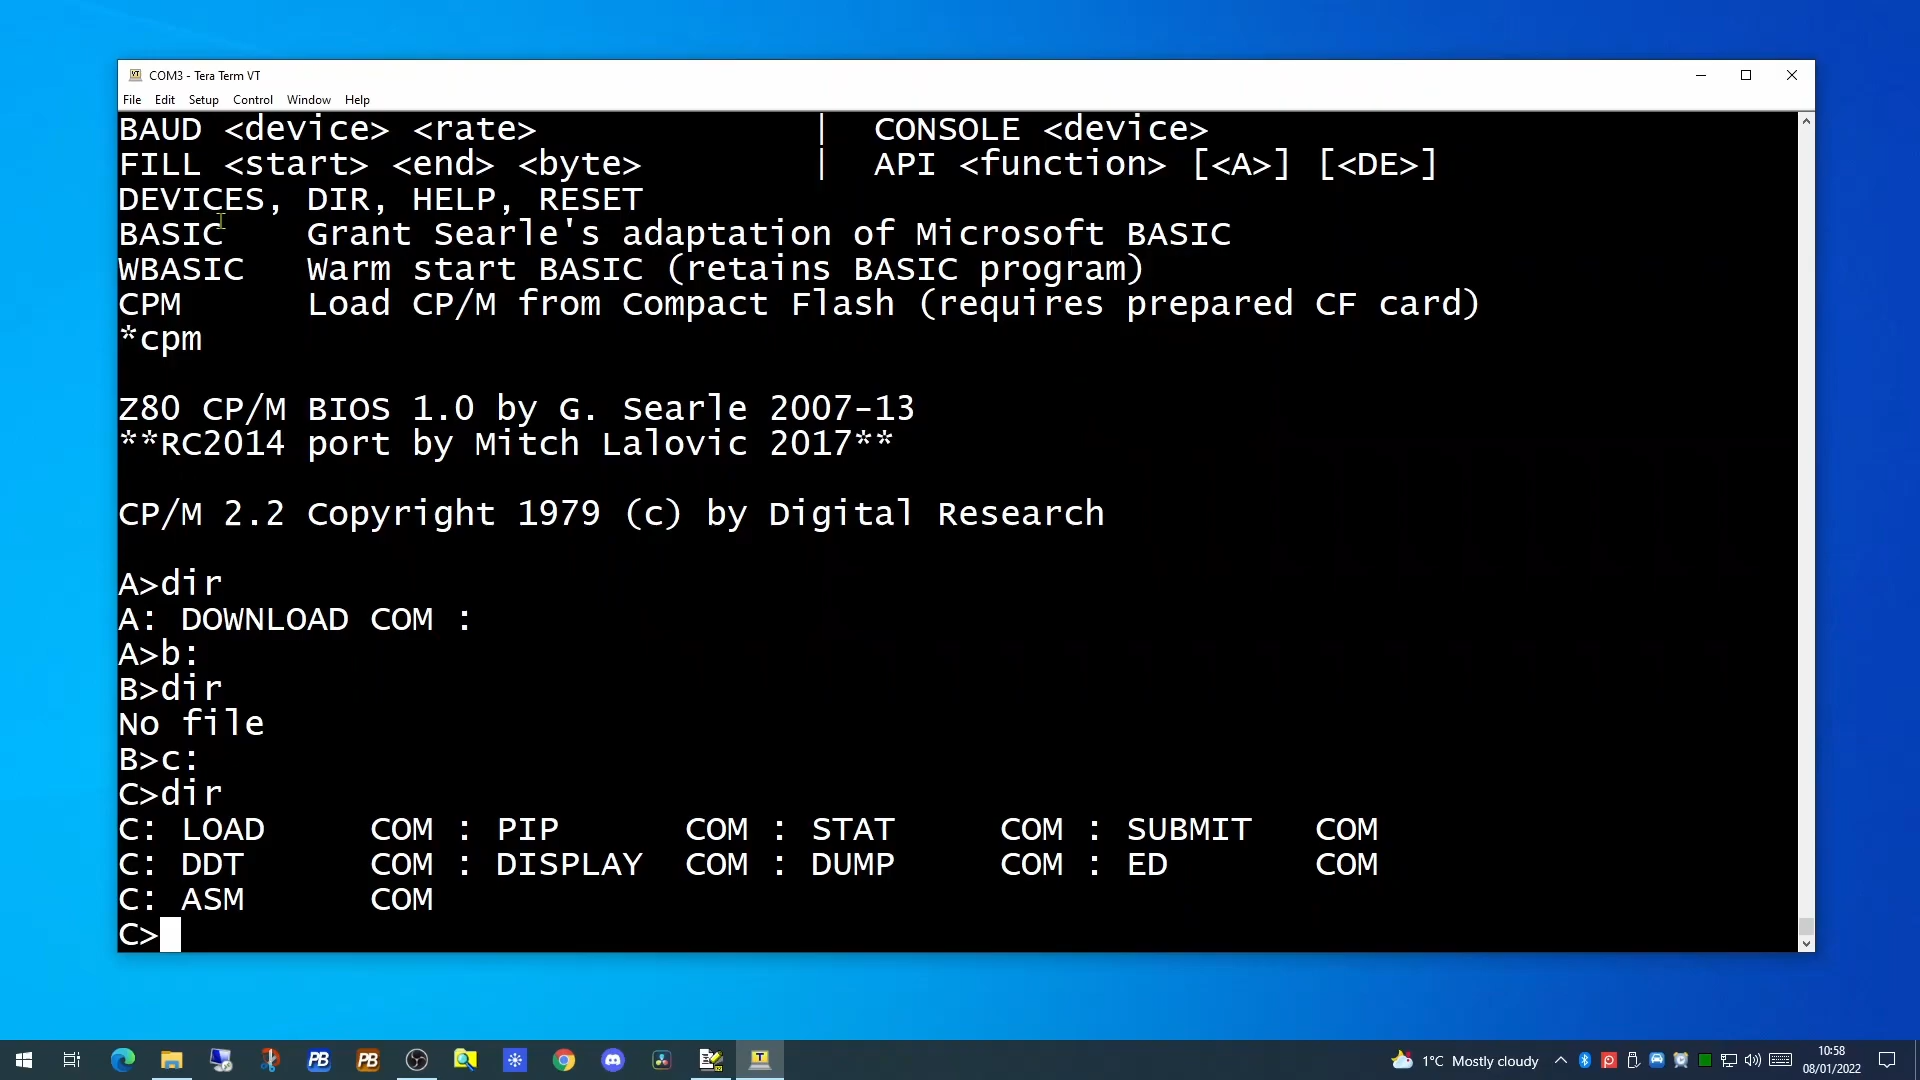 COM3 - Tera Term VT
File Edit Setup Control Window Help
BAUD <device> <rate> | CONSOLE <device>
FILL <start> <end> <byte> | API <function> [<A>] [<DE>]
DEVICES, DIR, HELP, RESET
BASIC Grant Searle's adaptation of Microsoft BASIC
WBASIC Warm start BASIC (retains BASIC program)
CPM Load CP/M from Compact Flash (requires prepared CF card)
*cpm
Z80 CP/M BIOS 1.0 by G. Searle 2007-13
**RC2014 port by Mitch Lalovic 2017**
CP/M 2.2 Copyright 1979 (c) by Digital Research
A>dir
A: DOWNLOAD COM :
A>b:
B>dir
No file
B>c:
C>dir
C: LOAD COM : PIP COM : STAT COM : SUBMIT COM
C: DDT COM : DISPLAY COM : DUMP COM : ED COM
C: ASM COM
C>
PB PB 1°C Mostly cloudy 10:58
08/01/2022